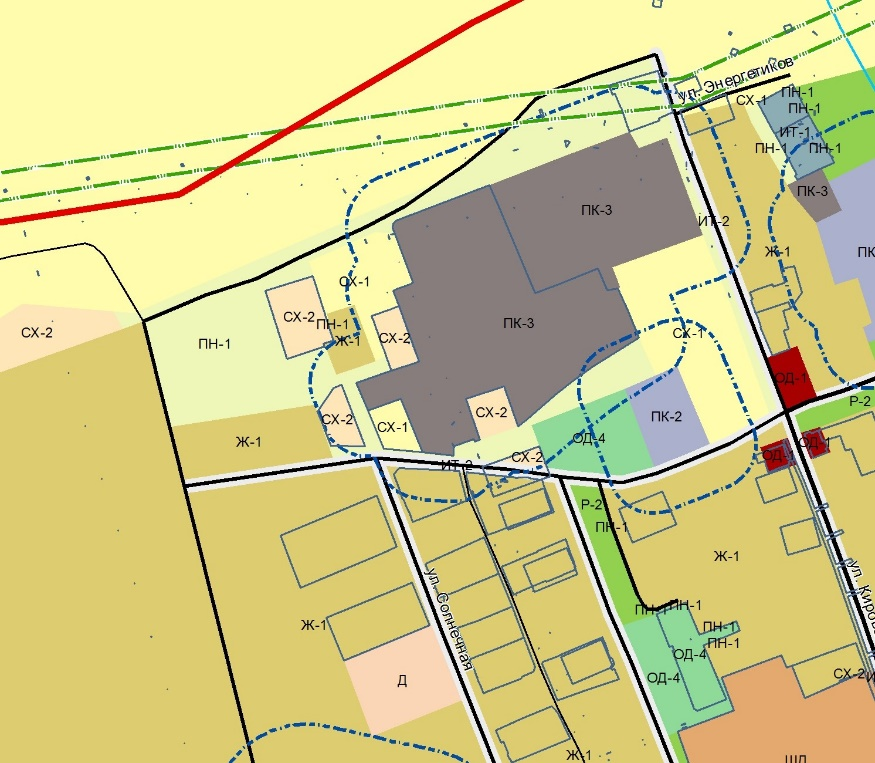 ул. Энергетиков
СХ-1
ПН-1
ПН-1
ИТ-1
ПН-1
ПН-1
ПК-3
ПК-3
ИТ-2
Ж-1
ПК
СХ-1
СХ-2
ПН-1
Ж-1
СХ-2
ПК-3
СХ-1
СХ-2
ПН-1
ОД-1
Р-2
СХ-2
СХ-1
СХ-2
ПК-2
ОД-4
Ж-1
ОД-1
ОД-1
ИТ-2
СХ-2
Р-2
ПН-1
Ж-1
ул. Солнечная
ул. Киров
Ж-1
ПН-1
ПН-1
ПН-1
ПН-1
ОД-4
ОД-4
СХ-2
Д
Ж-1
ШЛ